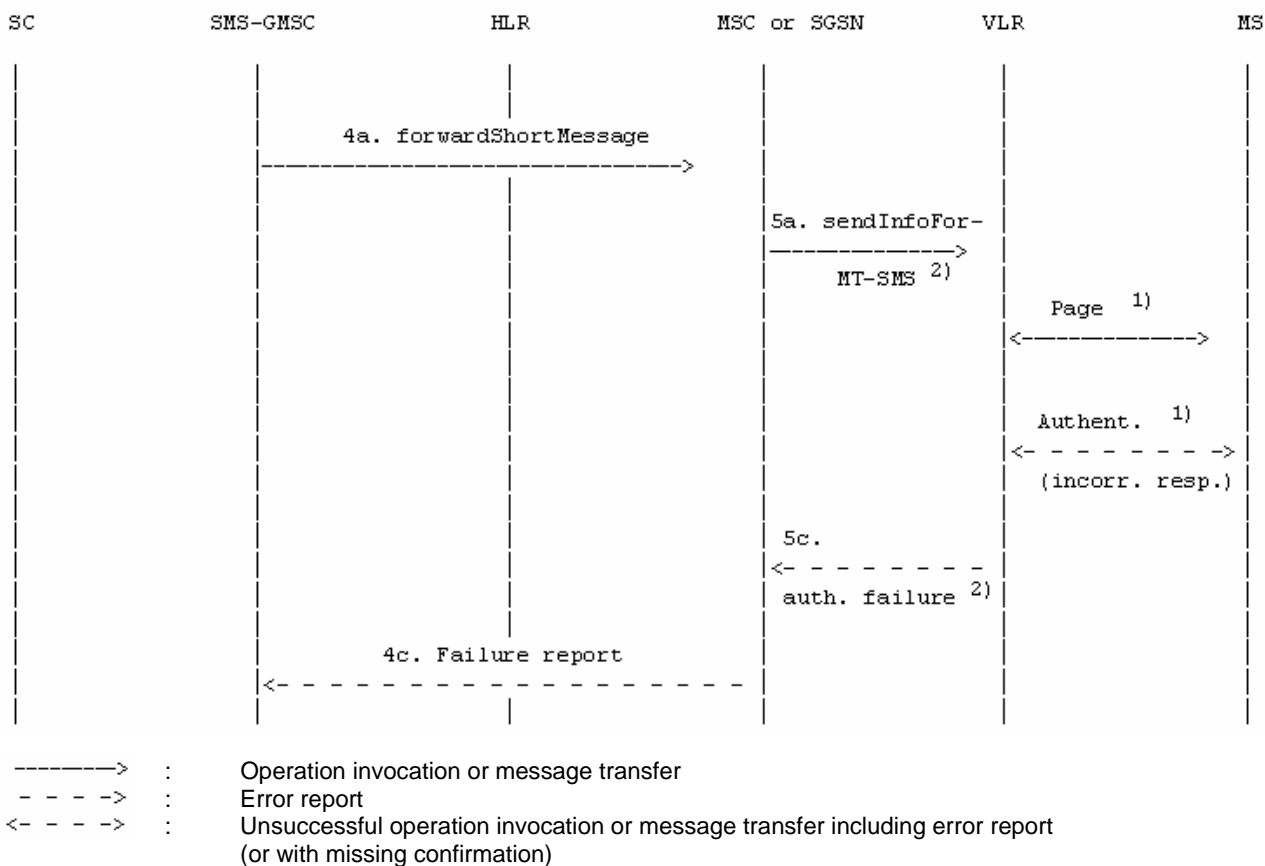 SC SMS-GMSC HLR MSC or SGSN VLR MS
4a. forwardShortMessage
5a. sendInfoFor-
MT-SMS 2)
Page 1)
Authent. 1)
(incorr. resp.)
5c.
auth. failure 2)
4c. Failure report
: Operation invocation or message transfer
: Error report
: Unsuccessful operation invocation or message transfer including error report
(or with missing confirmation)